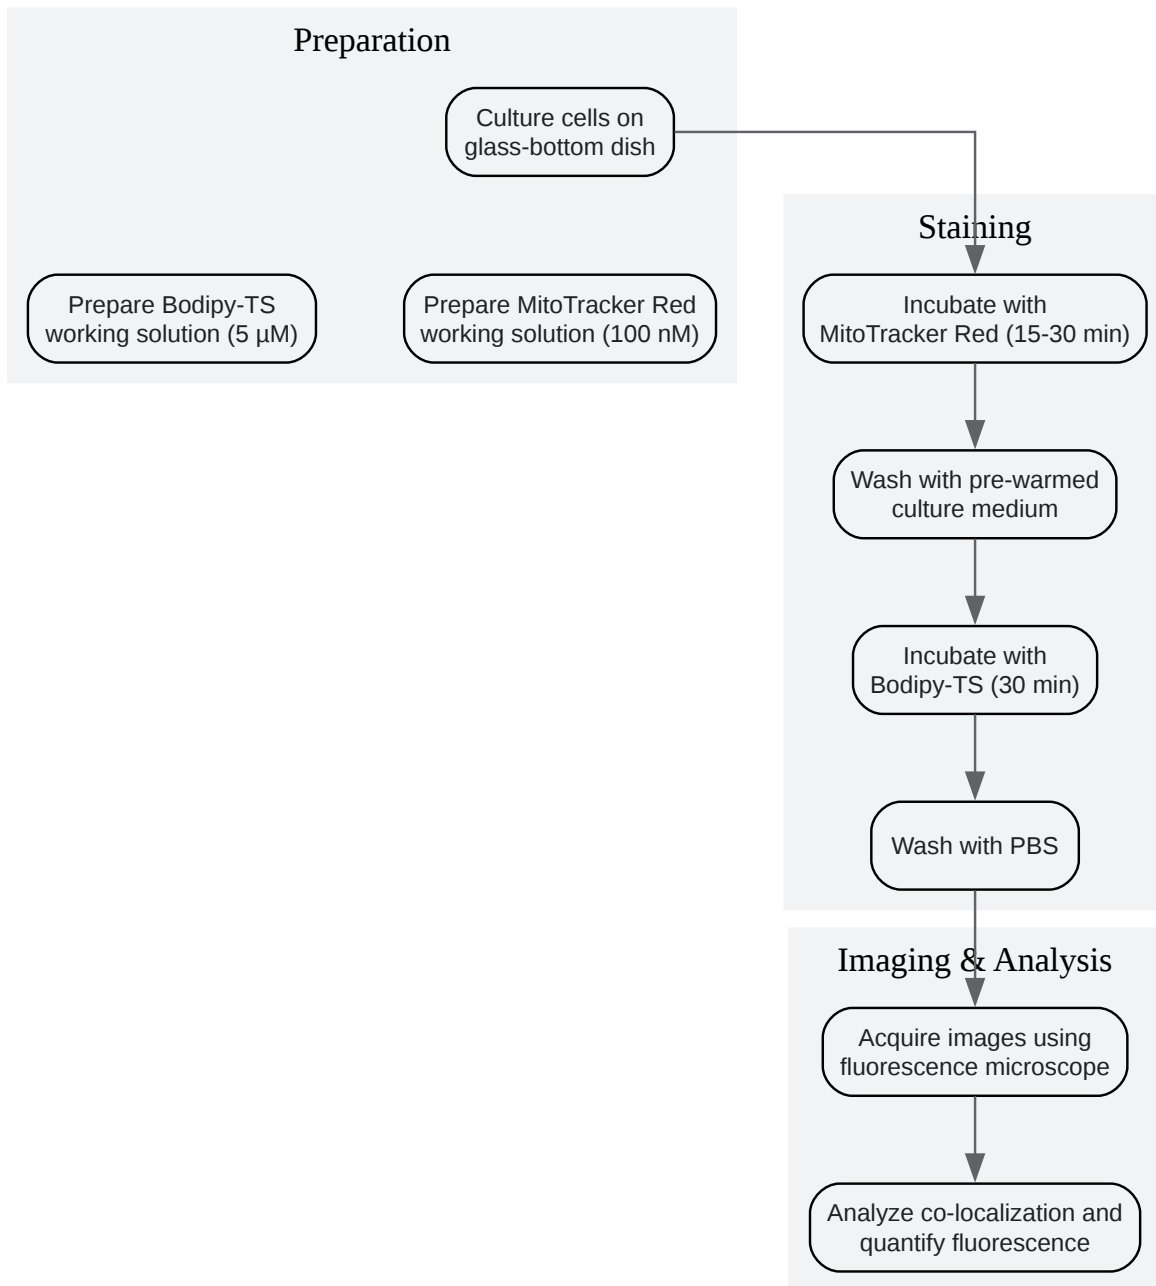 Preparation
Culture cells on
glass-bottom dish
Prepare Bodipy-TS
working solution (5 µM)
Prepare MitoTracker Red
working solution (100 nM)
Staining
Incubate with
MitoTracker Red (15-30 min)
Wash with pre-warmed
culture medium
Incubate with
Bodipy-TS (30 min)
Wash with PBS
Imaging & Analysis
Acquire images using
fluorescence microscope
Analyze co-localization and
quantify fluorescence